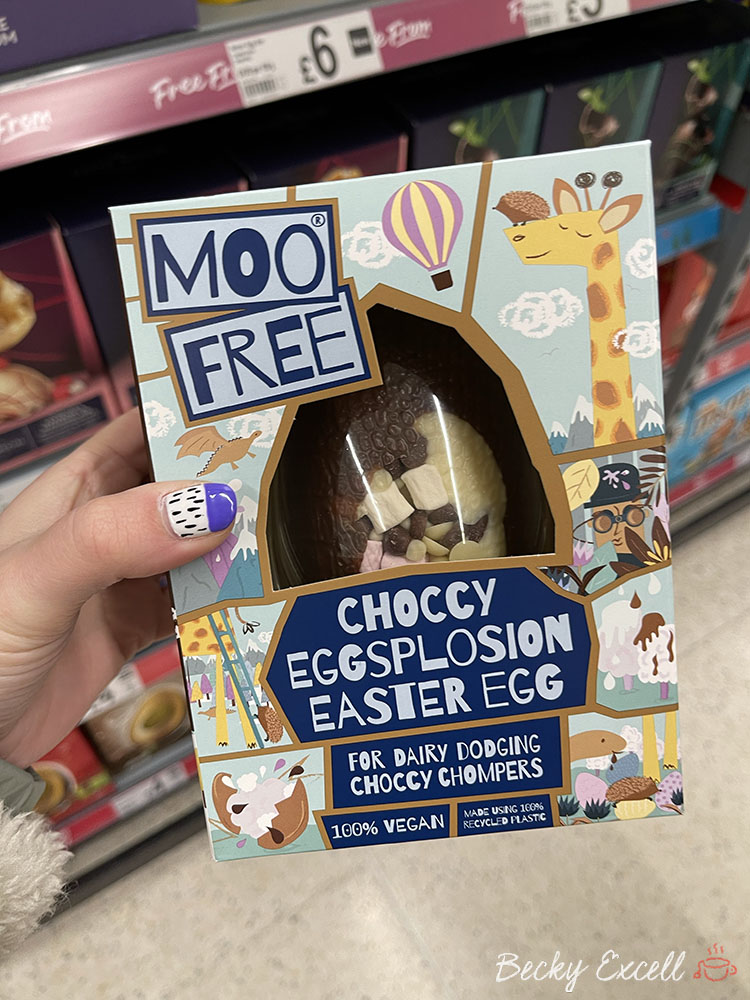 £6
Free From
MOO®
FREE
CHOCCY
EGGSPLOSION
EASTER EGG
FOR DAIRY DODGING
CHOCCY CHOMPERS
100% VEGAN
MADE USING 100%
RECYCLED PLASTIC
Becky Excell